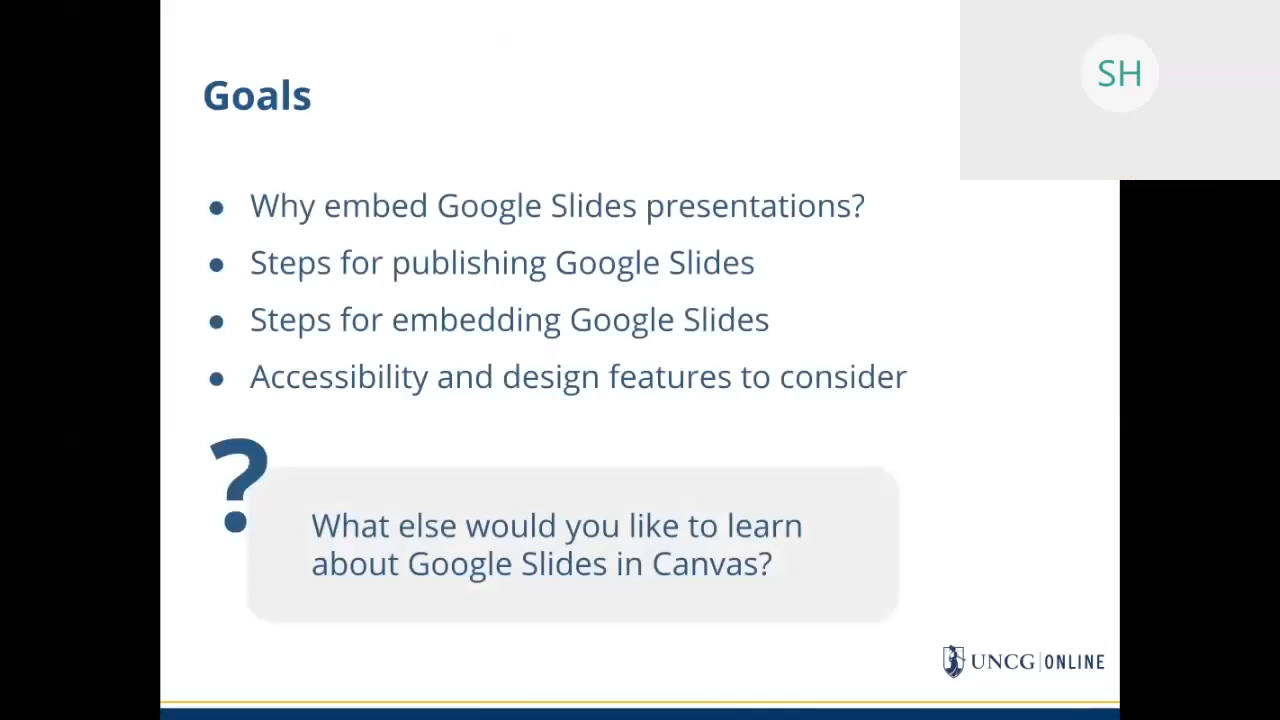 Goals
SH
● Why embed Google Slides presentations?
● Steps for publishing Google Slides
● Steps for embedding Google Slides
● Accessibility and design features to consider
?
What else would you like to learn
about Google Slides in Canvas?
UNCG | ONLINE